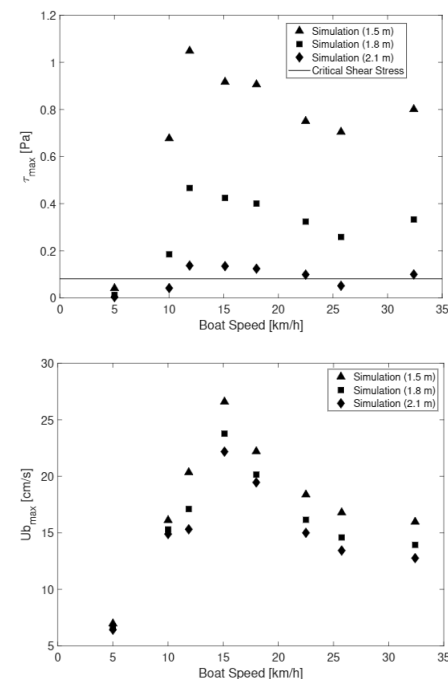 1.2
1
0.8
0.6
0.4
0.2
0
τmax [Pa]
Simulation (1.5 m)
Simulation (1.8 m)
Simulation (2.1 m)
Critical Shear Stress
0 5 10 15 20 25 30 35
Boat Speed [km/h]
30
25
20
15
10
5
Ubmax [cm/s]
Simulation (1.5 m)
Simulation (1.8 m)
Simulation (2.1 m)
0 5 10 15 20 25 30 35
Boat Speed [km/h]